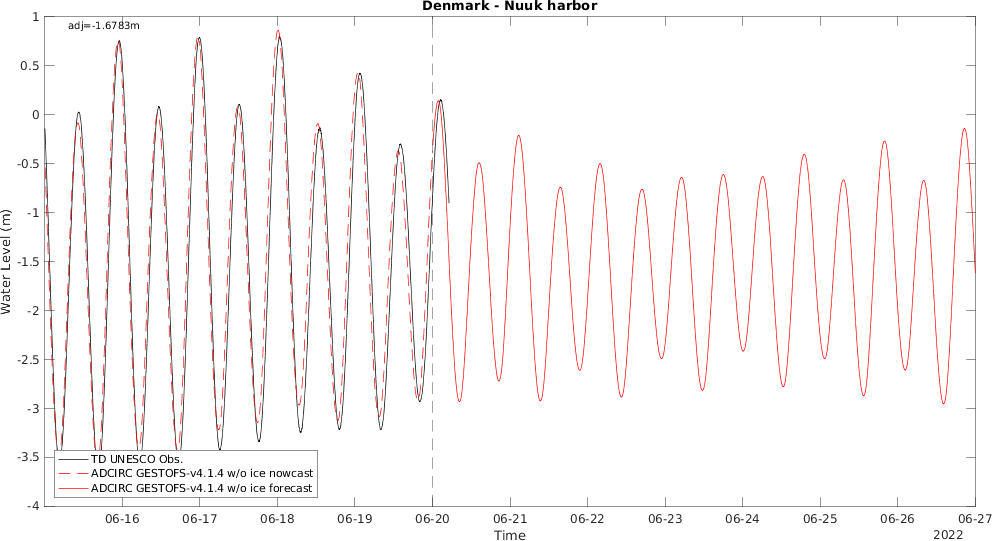 Denmark - Nuuk harbor
adj=-1.6783m
1
0.5
0
-0.5
-1
-1.5
-2
-2.5
-3
-3.5
-4
Water Level (m)
TD UNESCO Obs.
ADCIRC GESTOFS-v4.1.4 w/o ice nowcast
ADCIRC GESTOFS-v4.1.4 w/o ice forecast
06-16 06-17 06-18 06-19 06-20 06-21 06-22 06-23 06-24 06-25 06-26 06-27
Time
2022